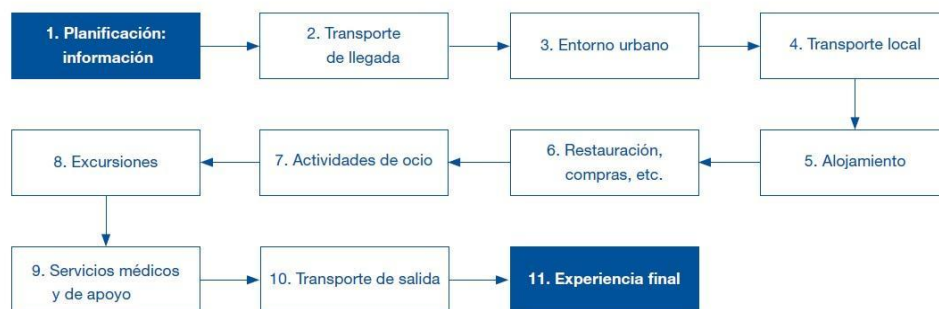 1. Planificación:
información
2. Transporte
de llegada
3. Entorno urbano
4. Transporte local
5. Alojamiento
6. Restauración,
compras, etc.
7. Actividades de ocio
8. Excursiones
9. Servicios médicos
y de apoyo
10. Transporte de salida
11. Experiencia final